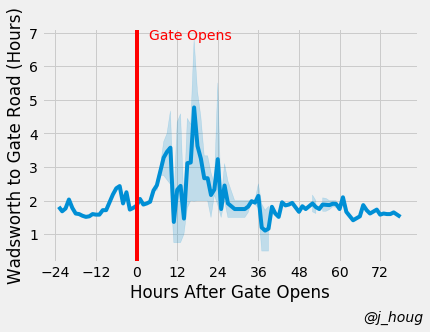 Gate Opens
Wadsworth to Gate Road (Hours)
7
6
5
4
3
2
1
−24 −12 0 12 24 36 48 60 72
Hours After Gate Opens
@j_houg